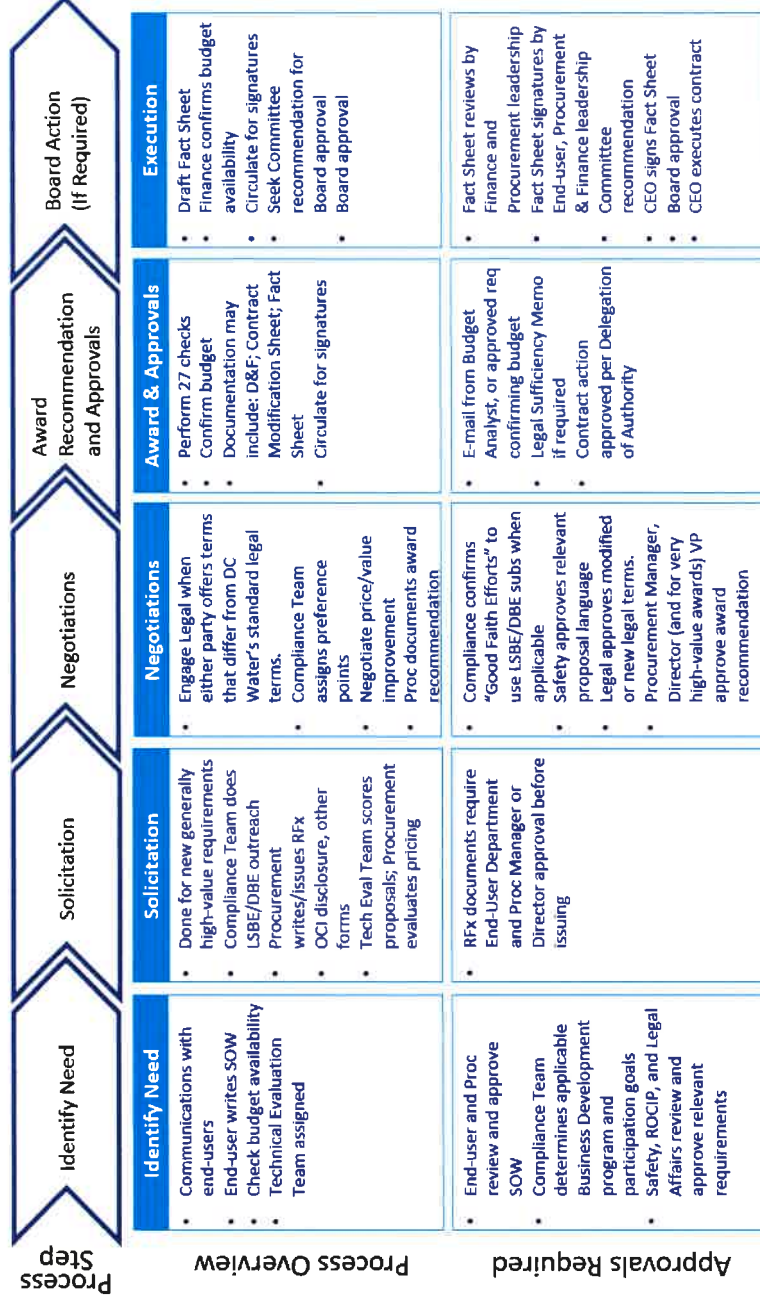 Process
Step
Identify Need
Solicitation
Negotiations
Award
Recommendation
and Approvals
Board Action
(If Required)
Process Overview
Identify Need
• Communications with
end-users
• End-user writes SOW
• Check budget availability
• Technical Evaluation
Team assigned
Solicitation
• Done for new generally
high-value requirements
• Compliance Team does
LSBE/DBE outreach
• Procurement
writes/issues RFx
• OCI disclosure, other
forms
• Tech Eval Team scores
proposals; Procurement
evaluates pricing
Negotiations
• Engage Legal when
either party offers terms
that differ from DC
Water's standard legal
terms.
• Compliance Team
assigns preference
points
• Negotiate price/value
improvement
• Proc documents award
recommendation
Award & Approvals
• Perform 27 checks
• Confirm budget
• Documentation may
include: D&F; Contract
Modification Sheet; Fact
Sheet
• Circulate for signatures
Execution
• Draft Fact Sheet
• Finance confirms budget
availability
• Circulate for signatures
• Seek Committee
recommendation for
Board approval
• Board approval
Approvals Required
• End-user and Proc
review and approve
SOW
• Compliance Team
determines applicable
Business Development
program and
participation goals
• Safety, ROCIP, and Legal
Affairs review and
approve relevant
requirements
• RFx documents require
End-User Department
and Proc Manager or
Director approval before
issuing
• Compliance confirms
"Good Faith Efforts" to
use LSBE/DBE subs when
applicable
• Safety approves relevant
proposal language
• Legal approves modified
or new legal terms.
• Procurement Manager,
Director (and for very
high-value awards) VP
approve award
recommendation
• E-mail from Budget
Analyst, or approved req
confirming budget
• Legal Sufficiency Memo
if required
• Contract action
approved per Delegation
of Authority
• Fact Sheet reviews by
Finance and
Procurement leadership
• Fact Sheet signatures by
End-user, Procurement
& Finance leadership
• Committee
recommendation
• CEO signs Fact Sheet
• Board approval
• CEO executes contract